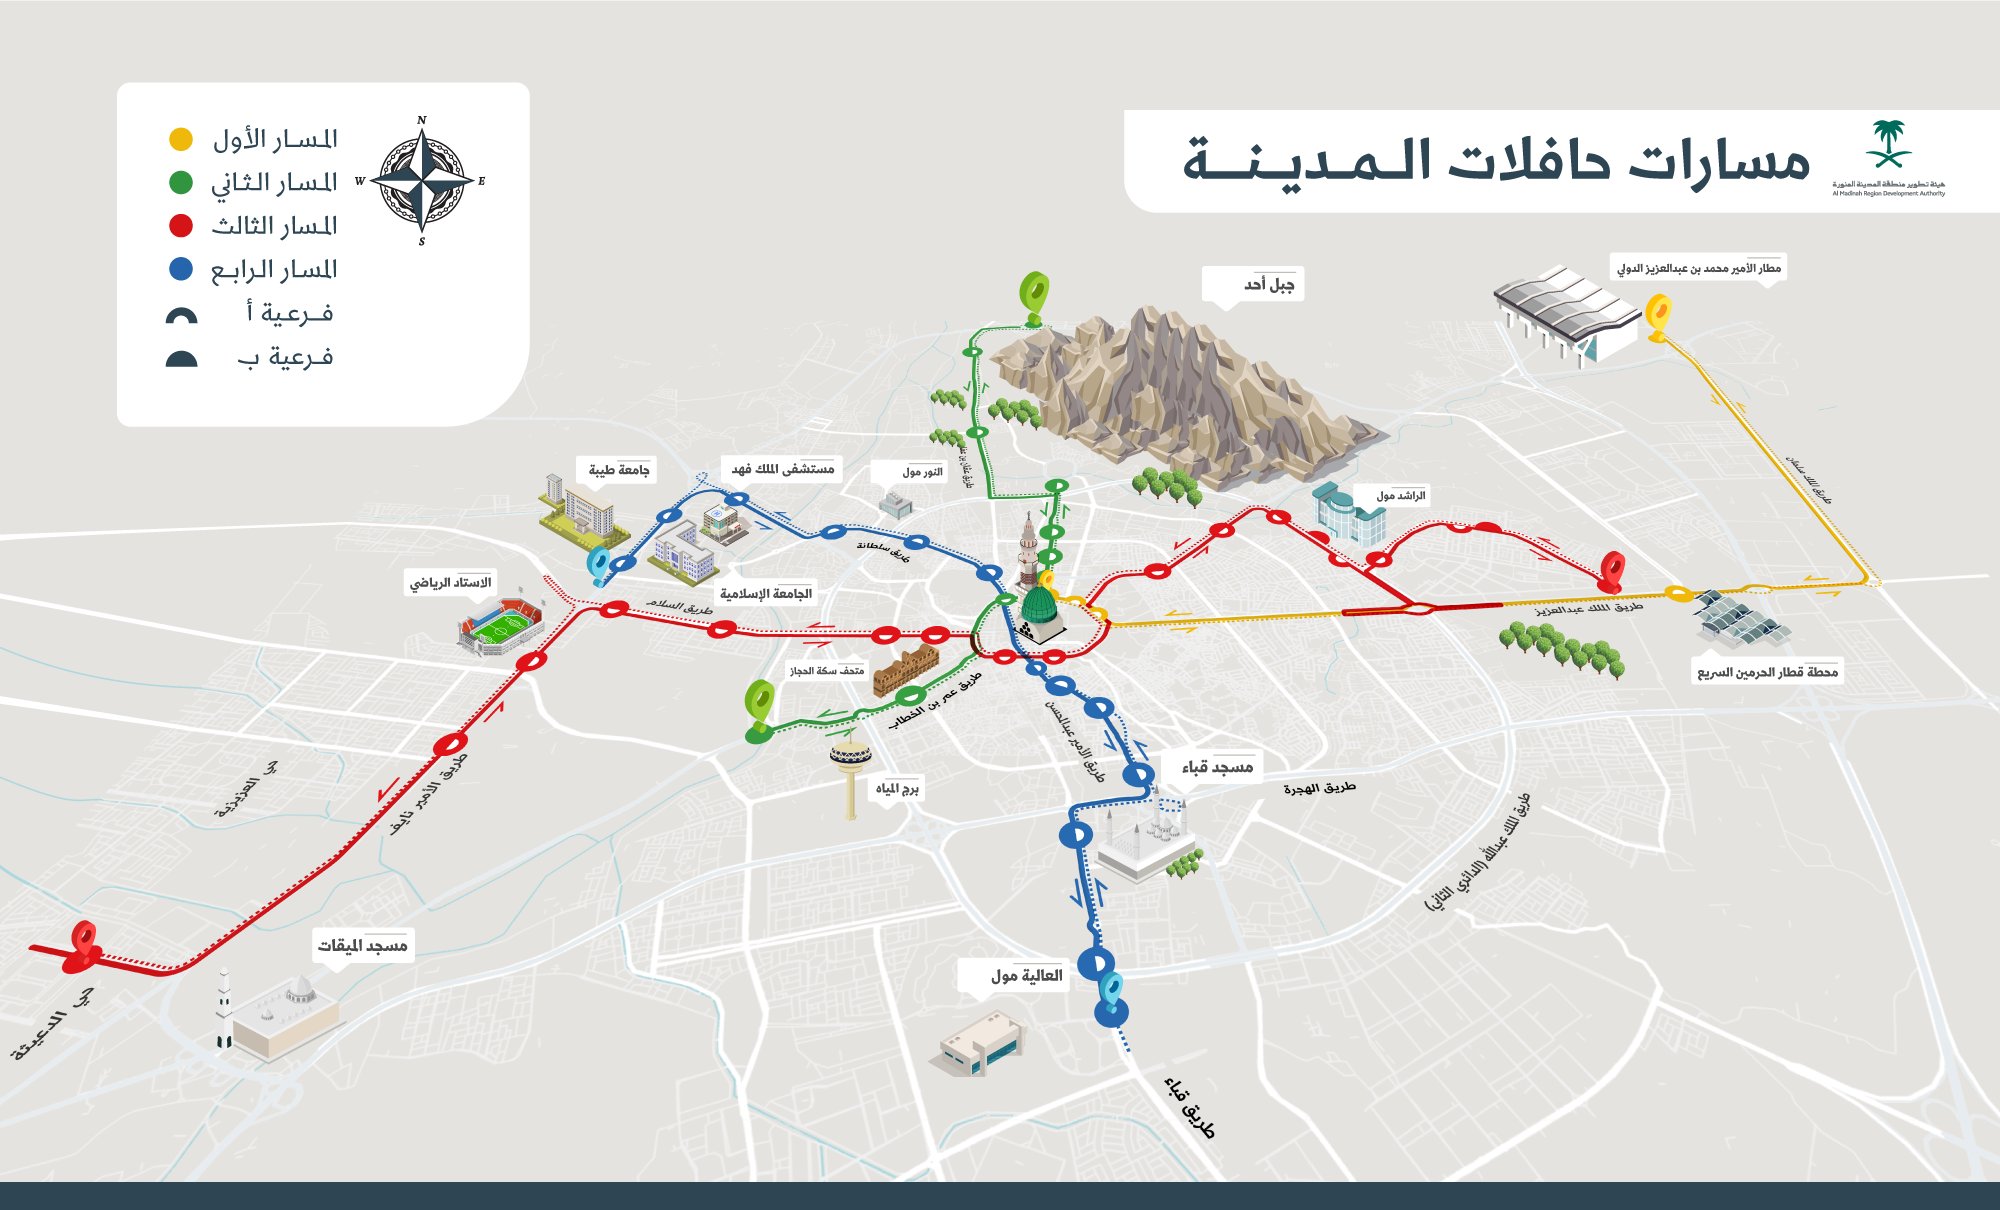 مسارات حافلات المدينة
هيئة تطوير منطقة المدينة المنورة
Al Madinah Region Development Authority
N
W
E
S
المسار الأول
المسار الثاني
المسار الثالث
المسار الرابع
فرعية أ
فرعية ب
مطار الأمير محمد بن عبدالعزيز الدولي
جبل أحد
طريق الملك سلمان
الراشد مول
النور مول
مستشفى الملك فهد
جامعة طيبة
طريق سلطانة
الجامعة الإسلامية
الاستاد الرياضي
طريق السلام
طريق الملك عبدالعزيز
محطة قطار الحرمين السريع
متحف سكة الحجاز
طريق عمر بن الخطاب
طريق الأمير عبدالمحسن
برج المياه
مسجد قباء
طريق الهجرة
طريق الملك عبدالله (الدائري الثاني)
حي العزيزية
طريق الأمير نايف
مسجد الميقات
حي الدعيثة
العالية مول
طريق قباء